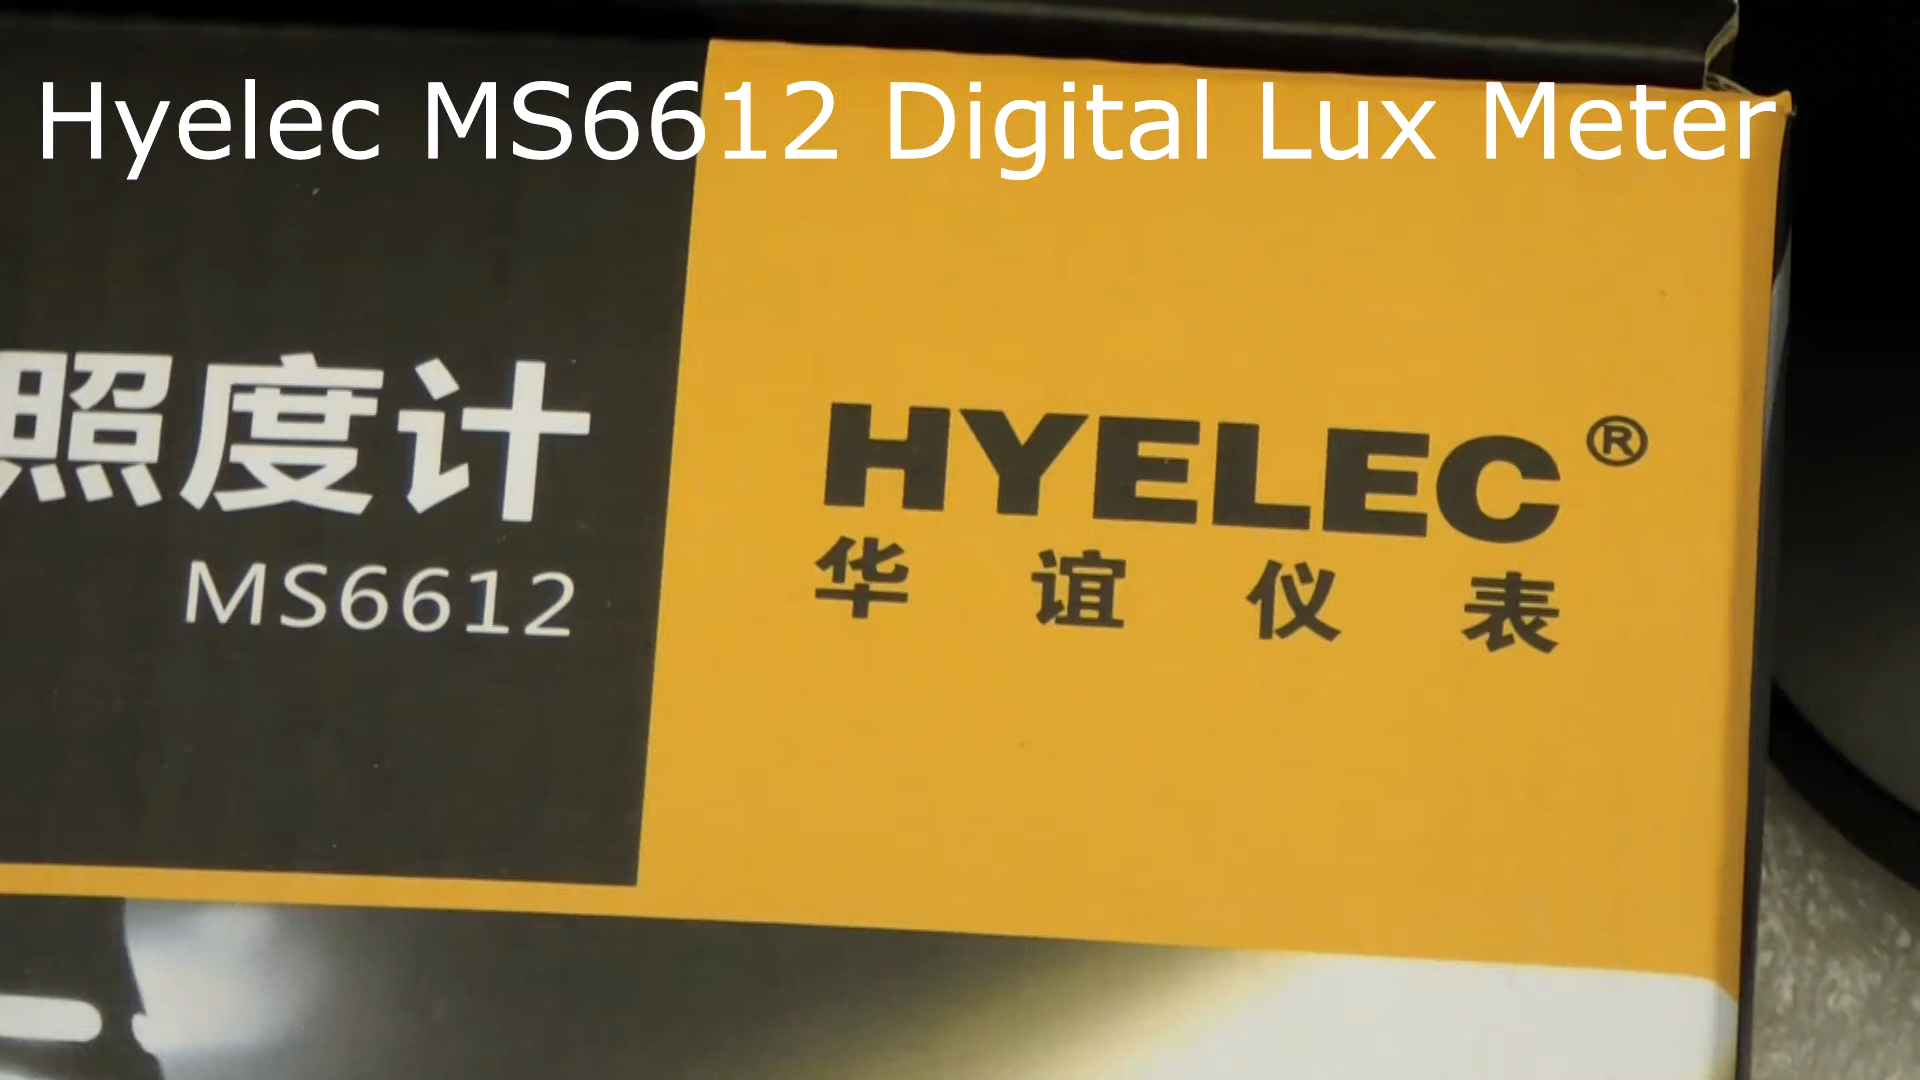 Hyelec MS6612 Digital Lux Meter
照度计
MS6612
HYELEC®
华谊仪表